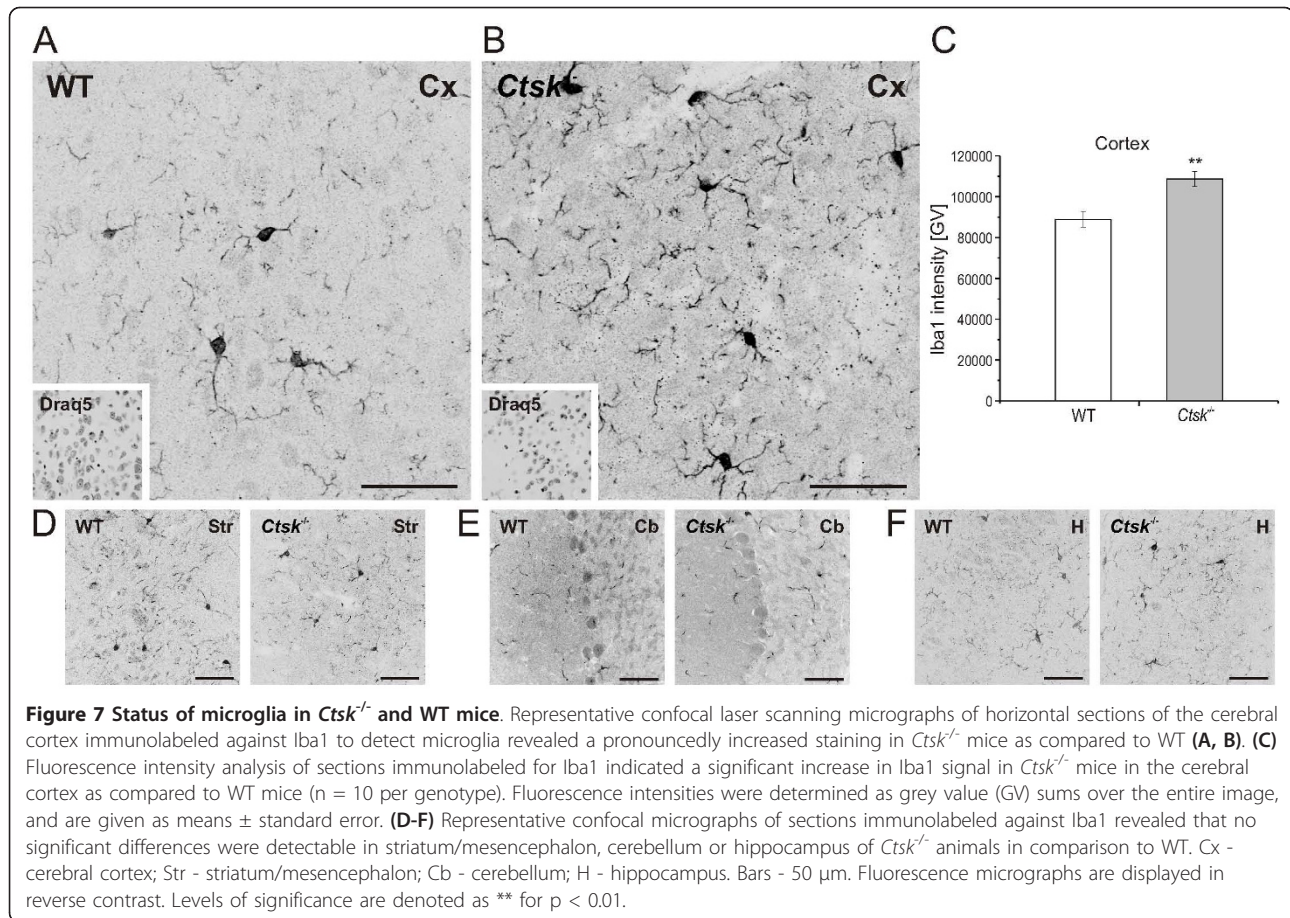 A
B
C
WT
Cx
Ctsk-/-
Cx
Draq5
Draq5
Cortex
**
Iba1 intensity [GV]
120000
100000
80000
60000
40000
20000
0
WT
Ctsk-/-
D
WT
Str
Ctsk-/-
Str
E
WT
Cb
Ctsk-/-
Cb
F
WT
H
Ctsk-/-
H
Figure 7 Status of microglia in Ctsk-/- and WT mice. Representative confocal laser scanning micrographs of horizontal sections of the cerebral
cortex immunolabeled against Iba1 to detect microglia revealed a pronouncedly increased staining in Ctsk-/- mice as compared to WT (A, B). (C)
Fluorescence intensity analysis of sections immunolabeled for Iba1 indicated a significant increase in Iba1 signal in Ctsk-/- mice in the cerebral
cortex as compared to WT mice (n = 10 per genotype). Fluorescence intensities were determined as grey value (GV) sums over the entire image,
and are given as means ± standard error. (D-F) Representative confocal micrographs of sections immunolabeled against Iba1 revealed that no
significant differences were detectable in striatum/mesencephalon, cerebellum or hippocampus of Ctsk-/- animals in comparison to WT. Cx -
cerebral cortex; Str - striatum/mesencephalon; Cb - cerebellum; H - hippocampus. Bars - 50 μm. Fluorescence micrographs are displayed in
reverse contrast. Levels of significance are denoted as ** for p < 0.01.